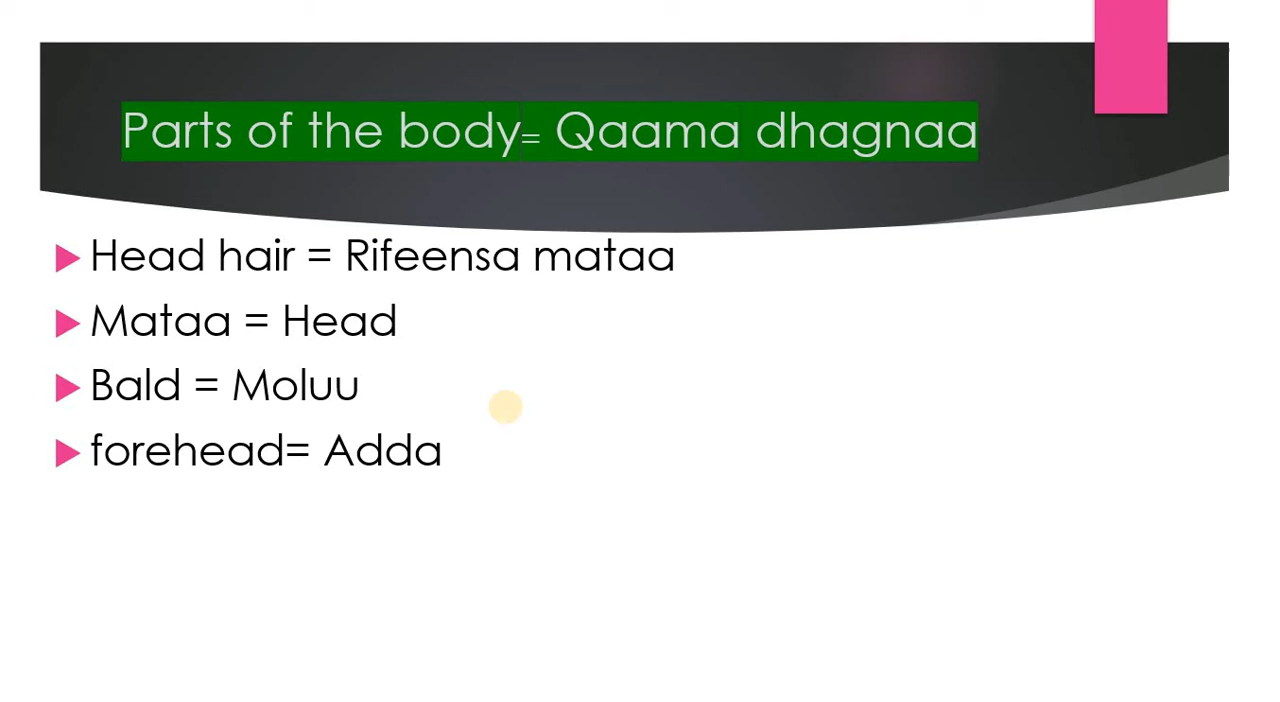 Parts of the body= Qaama dhagnaa
Head hair = Rifeensa mataa
Mataa = Head
Bald = Moluu
forehead= Adda